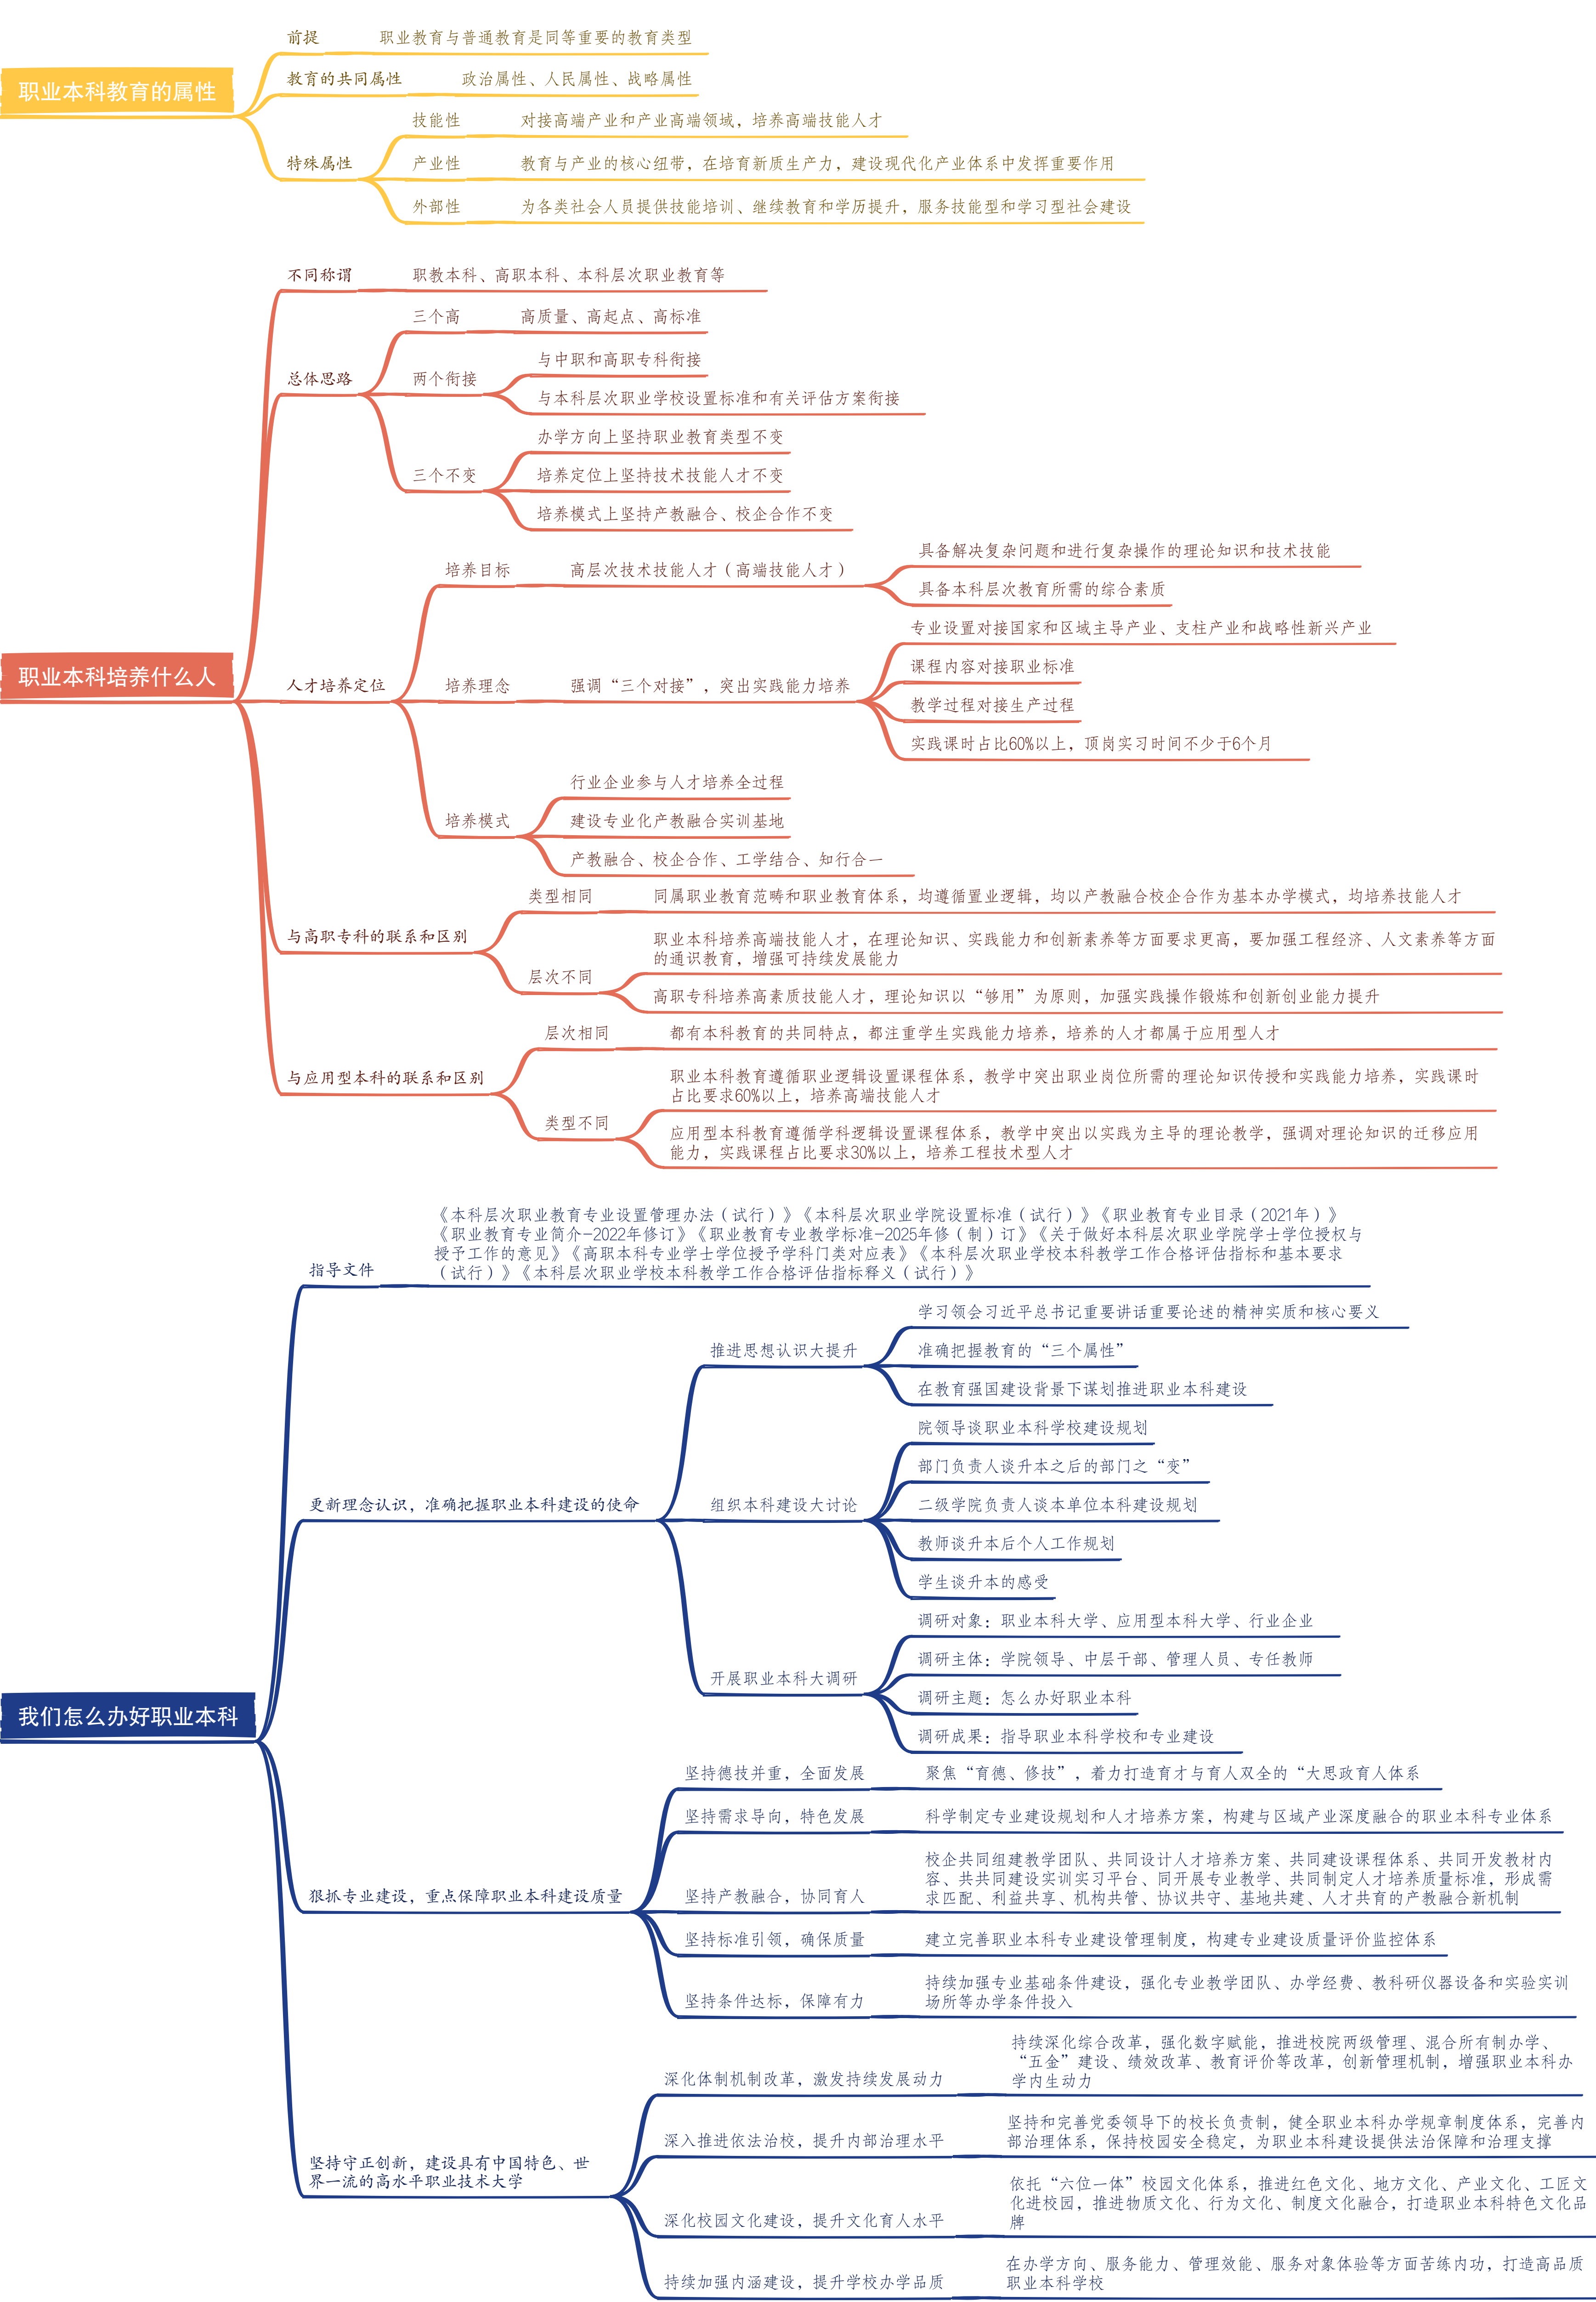 职业本科教育的属性
前提
职业教育与普通教育是同等重要的教育类型
教育的共同属性
政治属性、人民属性、战略属性
特殊属性
技能性
对接高端产业和产业高端领域，培养高端技能人才
产业性
教育与产业的核心纽带，在培育新质生产力，建设现代化产业体系中发挥重要作用
外部性
为各类社会人员提供技能培训、继续教育和学历提升，服务技能型和学习型社会建设
职业本科培养什么人
不同称谓
职教本科、高职本科、本科层次职业教育等
总体思路
三个高
高质量、高起点、高标准
两个衔接
与中职和高职专科衔接
与本科层次职业学校设置标准和有关评估方案衔接
三个不变
办学方向上坚持职业教育类型不变
培养定位上坚持技术技能人才不变
培养模式上坚持产教融合、校企合作不变
人才培养定位
培养目标
高层次技术技能人才（高端技能人才）
具备解决复杂问题和进行复杂操作的理论知识和技术技能
具备本科层次教育所需的综合素质
培养理念
强调“三个对接”，突出实践能力培养
专业设置对接国家和区域主导产业、支柱产业和战略性新兴产业
课程内容对接职业标准
教学过程对接生产过程
实践课时占比60%以上，顶岗实习时间不少于6个月
培养模式
行业企业参与人才培养全过程
建设专业化产教融合实训基地
产教融合、校企合作、工学结合、知行合一
与高职专科的联系和区别
类型相同
同属职业教育范畴和职业教育体系，均遵循置业逻辑，均以产教融合校企合作为基本办学模式，均培养技能人才
层次不同
职业本科培养高端技能人才，在理论知识、实践能力和创新素养等方面要求更高，要加强工程经济、人文素养等方面
的通识教育，增强可持续发展能力
高职专科培养高素质技能人才，理论知识以“够用”为原则，加强实践操作锻炼和创新创业能力提升
与应用型本科的联系和区别
层次相同
都有本科教育的共同特点，都注重学生实践能力培养，培养的人才都属于应用型人才
类型不同
职业本科教育遵循职业逻辑设置课程体系，教学中突出职业岗位所需的理论知识传授和实践能力培养，实践课时
占比要求60%以上，培养高端技能人才
应用型本科教育遵循学科逻辑设置课程体系，教学中突出以实践为主导的理论教学，强调对理论知识的迁移应用
能力，实践课程占比要求30%以上，培养工程技术型人才
我们怎么办好职业本科
指导文件
《本科层次职业教育专业设置管理办法（试行）》《本科层次职业学院设置标准（试行）》《职业教育专业目录（2021年）》
《职业教育专业简介-2022年修订》《职业教育专业教学标准-2025年修（制）订》《关于做好本科层次职业学院学士学位授权与
授予工作的意见》《高职本科专业学士学位授予学科门类对应表》《本科层次职业学校本科教学工作合格评估指标和基本要求
（试行）》《本科层次职业学校本科教学工作合格评估指标释义（试行）》
更新理念认识，准确把握职业本科建设的使命
推进思想认识大提升
学习领会习近平总书记重要讲话重要论述的精神实质和核心要义
准确把握教育的“三个属性”
在教育强国建设背景下谋划推进职业本科建设
组织本科建设大讨论
院领导谈职业本科学校建设规划
部门负责人谈升本之后的部门之“变”
二级学院负责人谈本单位本科建设规划
教师谈升本后个人工作规划
学生谈升本的感受
开展职业本科大调研
调研对象：职业本科大学、应用型本科大学、行业企业
调研主体：学院领导、中层干部、管理人员、专任教师
调研主题：怎么办好职业本科
调研成果：指导职业本科学校和专业建设
狠抓专业建设，重点保障职业本科建设质量
坚持德技并重，全面发展
聚焦“育德、修技”，着力打造育才与育人双全的“大思政育人体系
坚持需求导向，特色发展
科学制定专业建设规划和人才培养方案，构建与区域产业深度融合的职业本科专业体系
坚持产教融合，协同育人
校企共同组建教学团队、共同设计人才培养方案、共同建设课程体系、共同开发教材内
容、共共同建设实训实习平台、同开展专业教学、共同制定人才培养质量标准，形成需
求匹配、利益共享、机构共管、协议共守、基地共建、人才共育的产教融合新机制
坚持标准引领，确保质量
建立完善职业本科专业建设管理制度，构建专业建设质量评价监控体系
坚持条件达标，保障有力
持续加强专业基础条件建设，强化专业教学团队、办学经费、教科研仪器设备和实验实训
场所等办学条件投入
坚持守正创新，建设具有中国特色、世
界一流的高水平职业技术大学
深化体制机制改革，激发持续发展动力
持续深化综合改革，强化数字赋能，推进校院两级管理、混合所有制办学、
“五金”建设、绩效改革、教育评价等改革，创新管理机制，增强职业本科办
学内生动力
深入推进依法治校，提升内部治理水平
坚持和完善党委领导下的校长负责制，健全职业本科办学规章制度体系，完善内
部治理体系，保持校园安全稳定，为职业本科建设提供法治保障和治理支撑
深化校园文化建设，提升文化育人水平
依托“六位一体”校园文化体系，推进红色文化、地方文化、产业文化、工匠文
化进校园，推进物质文化、行为文化、制度文化融合，打造职业本科特色文化品
牌
持续加强内涵建设，提升学校办学品质
在办学方向、服务能力、管理效能、服务对象体验等方面苦练内功，打造高品质
职业本科学校